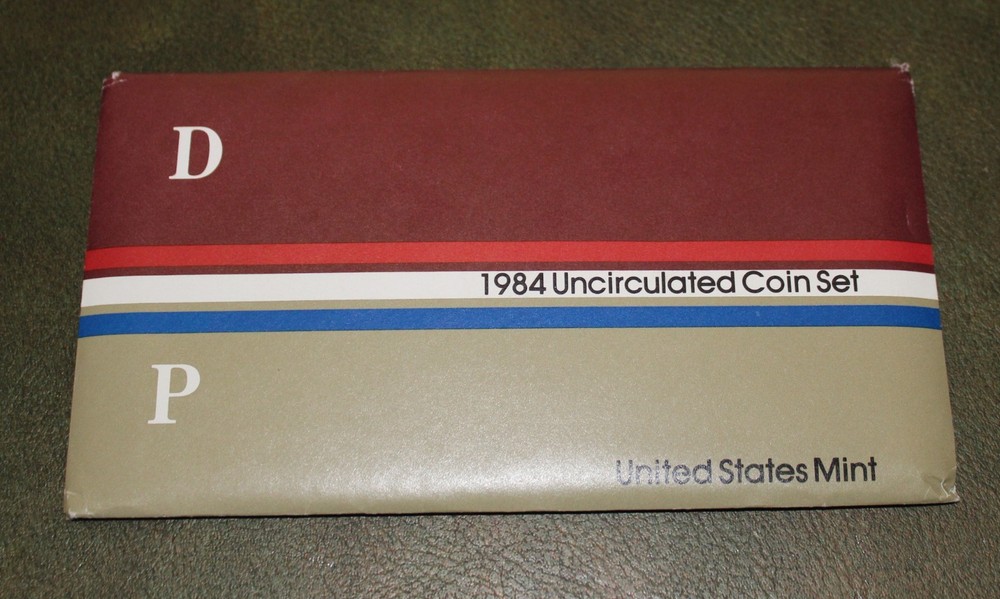 D
1984 Uncirculated Coin Set
P
United States Mint